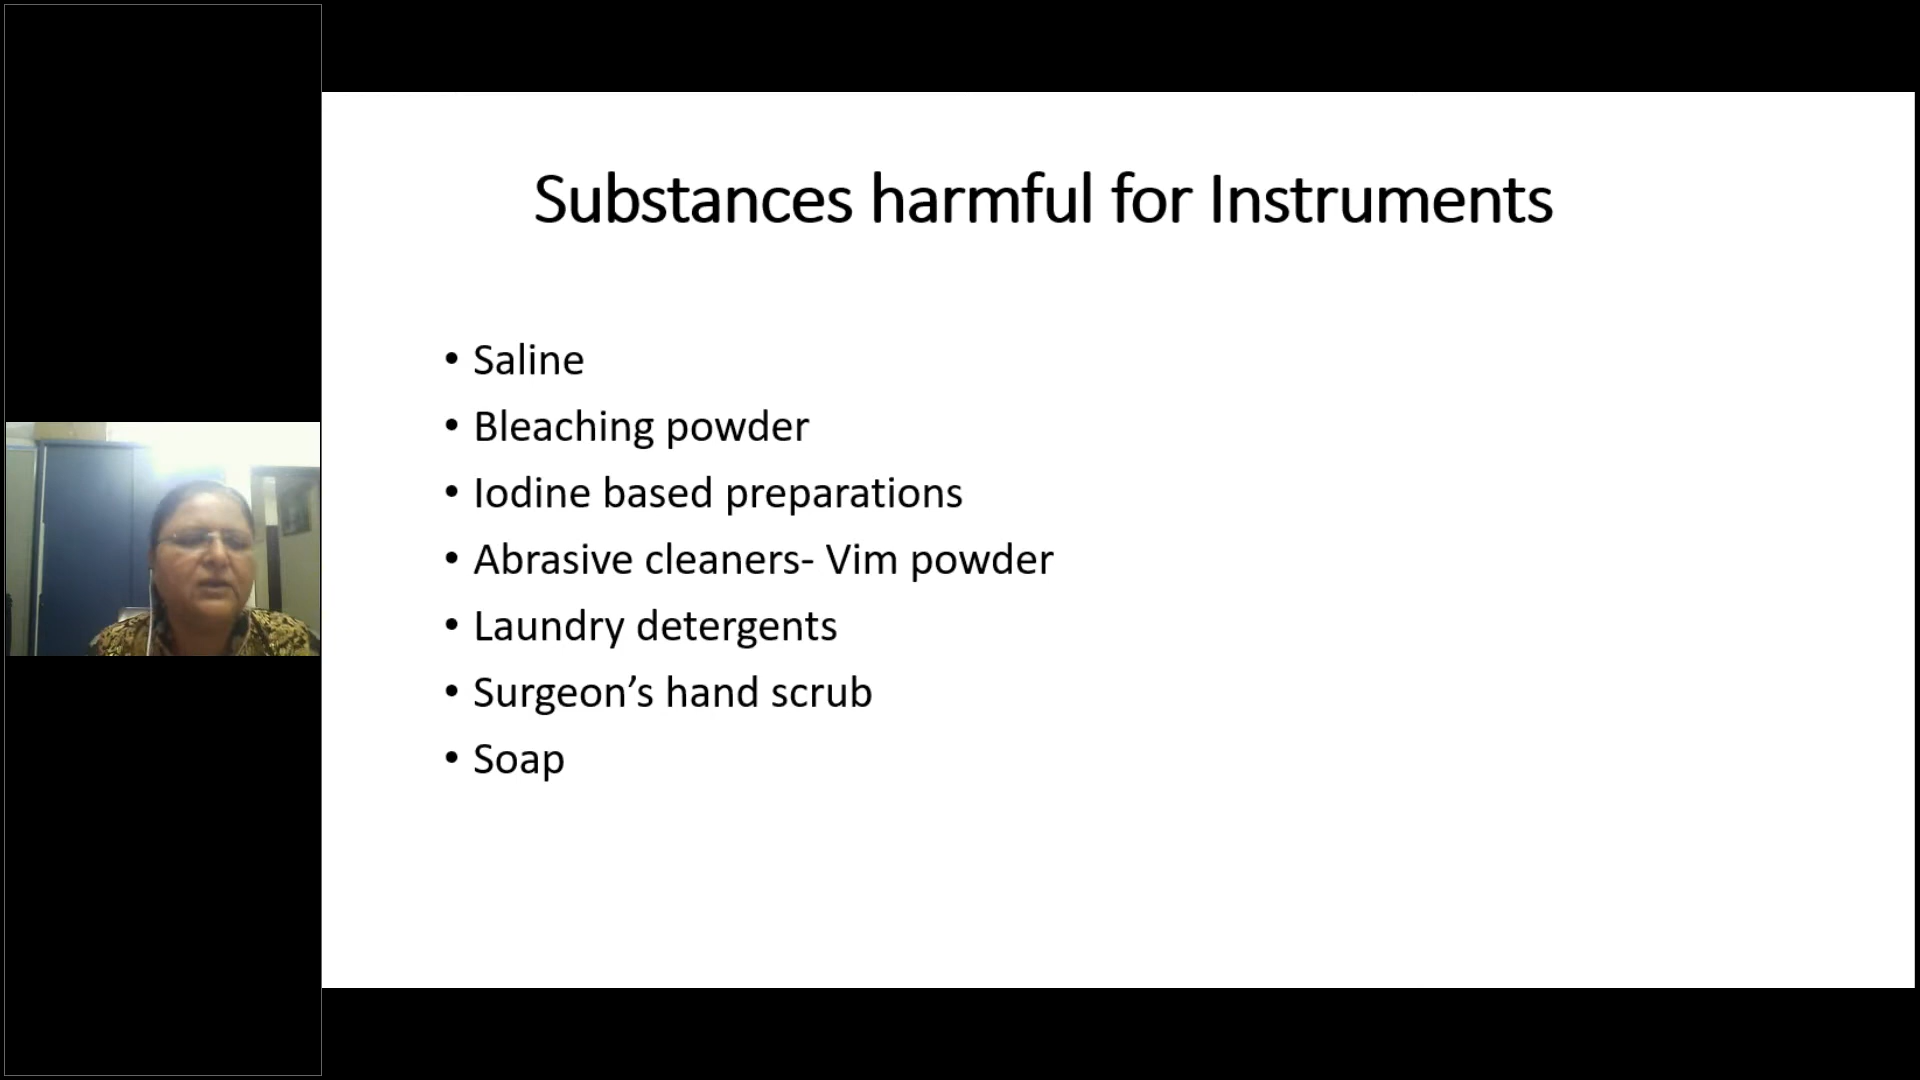 Substances harmful for Instruments
• Saline
• Bleaching powder
• Iodine based preparations
• Abrasive cleaners- Vim powder
• Laundry detergents
• Surgeon’s hand scrub
• Soap